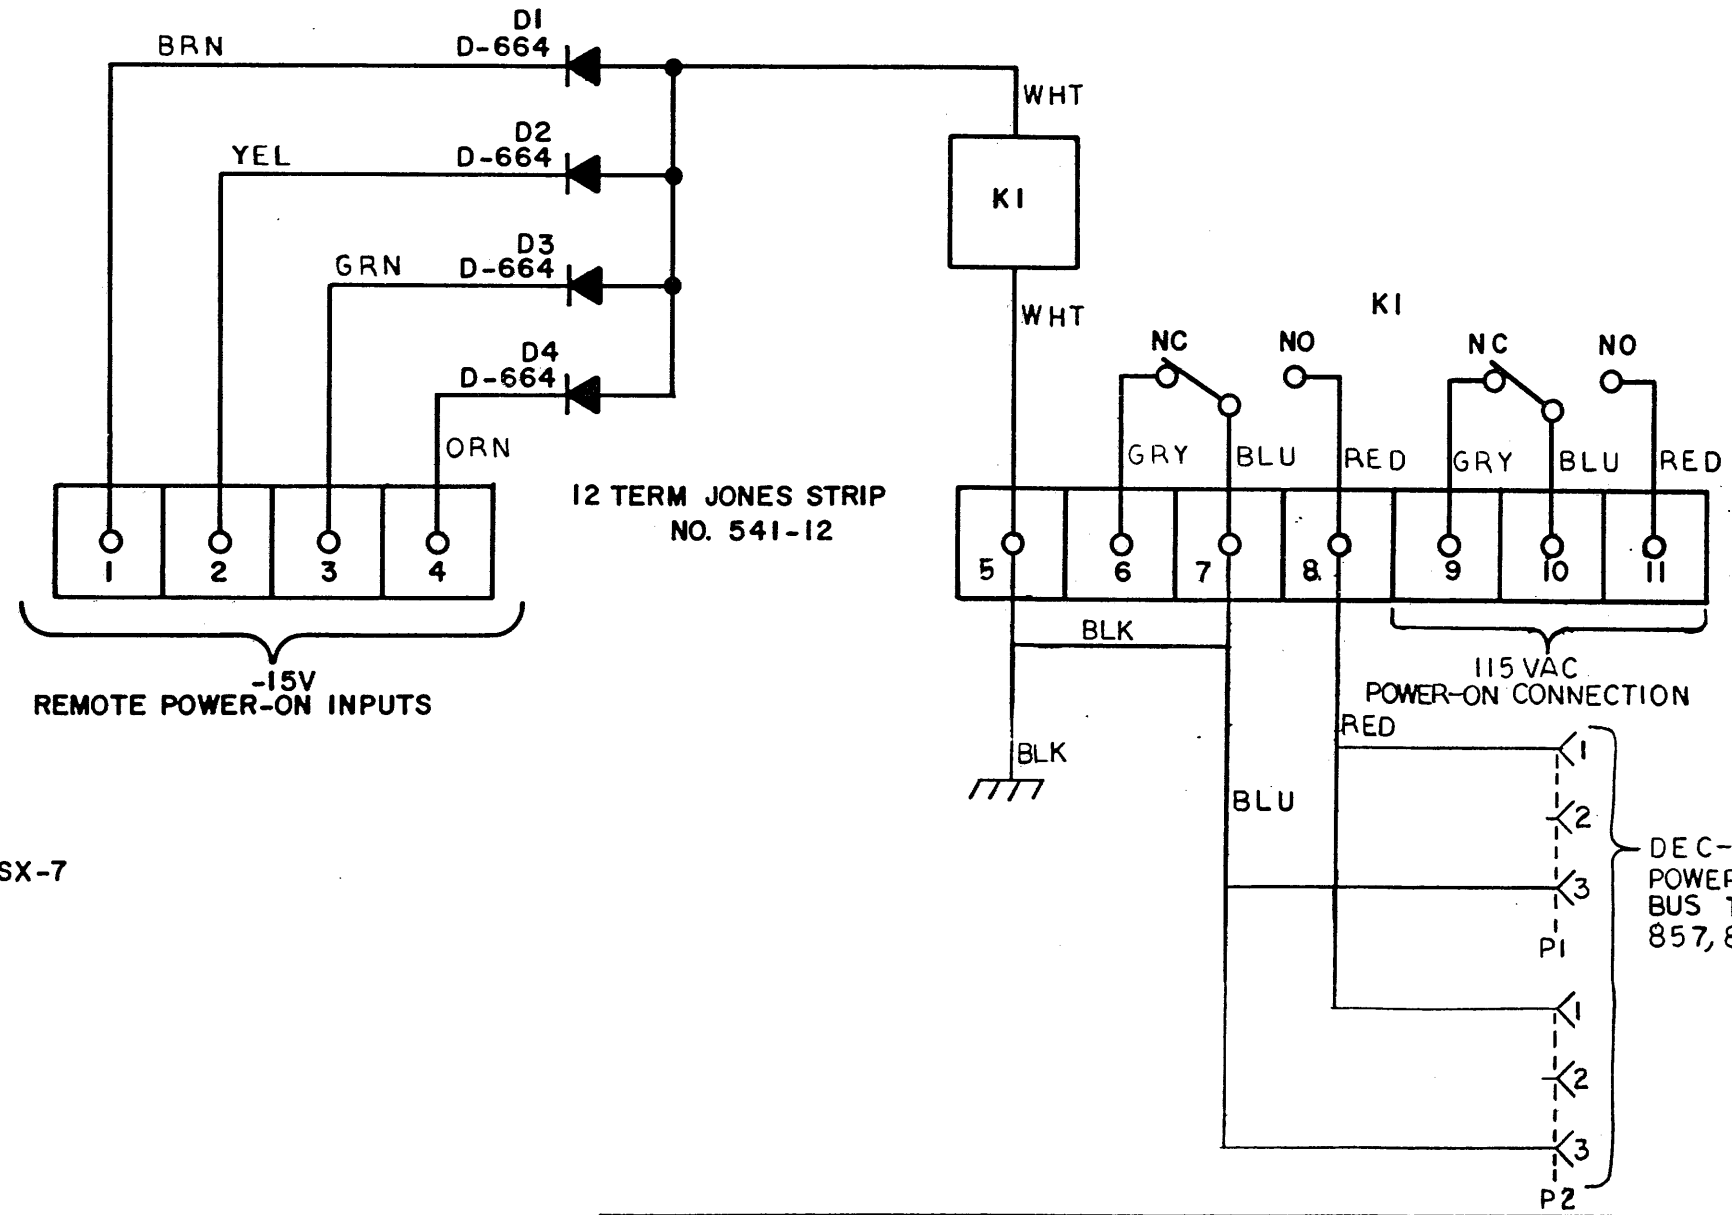 BRN
D1
D-664
YEL
D2
D-664
GRN
D3
D-664
D4
D-664
ORN
WHT
K1
WHT
K1
NC
NO
NC
NO
GRY
BLU
RED
GRY
BLU
RED
12 TERM JONES STRIP
NO. 541-12
1
2
3
4
5
6
7
8
9
10
11
-15V
REMOTE POWER-ON INPUTS
BLK
115 VAC
POWER-ON CONNECTION
RED
BLK
BLU
1
2
3
P1
1
2
3
P2
DEC-
BUS
857,
SX-7